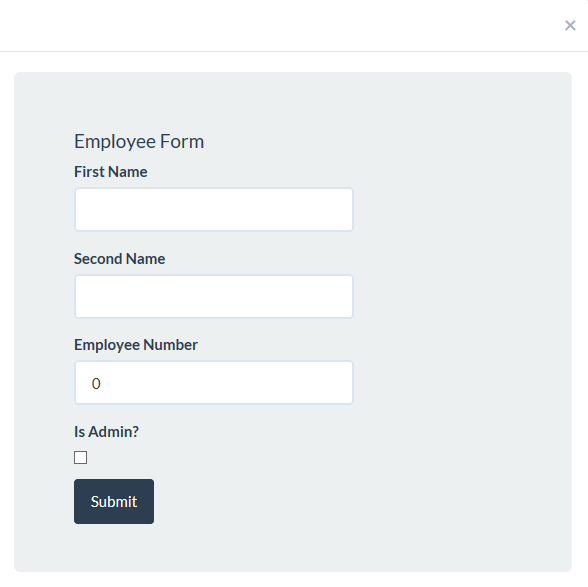 ×
Employee Form
First Name
Second Name
Employee Number
0
Is Admin?
Submit